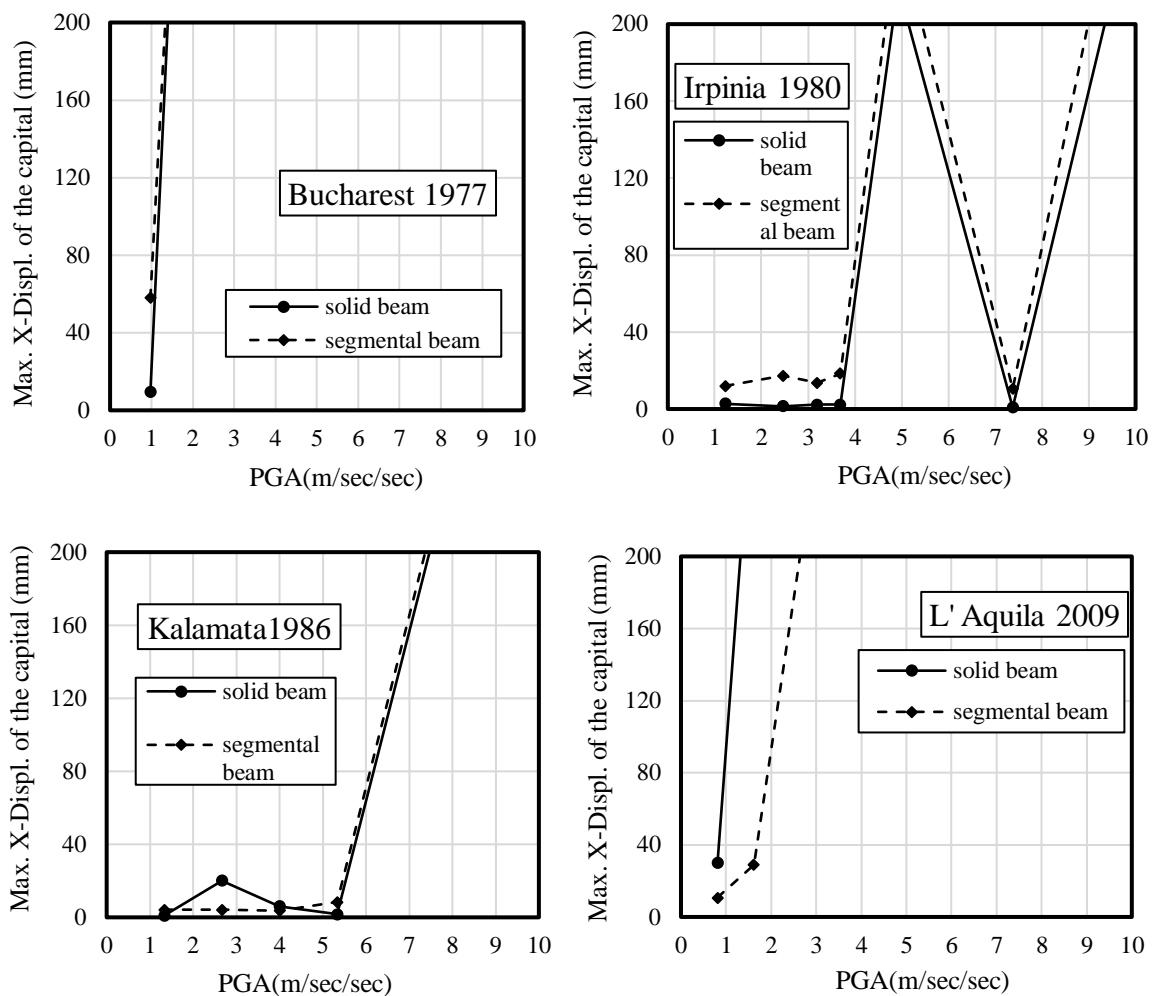 Max. X-Displ. of the capital (mm)
200
160
120
80
40
0
Bucharest 1977
solid beam
segmental beam
0 1 2 3 4 5 6 7 8 9 10
PGA(m/sec/sec)
Max. X-Displ. of the capital (mm)
200
160
120
80
40
0
Irpinia 1980
solid
beam
segment
al beam
0 1 2 3 4 5 6 7 8 9 10
PGA(m/sec/sec)
Max. X-Displ. of the capital (mm)
200
160
120
80
40
0
Kalamata1986
solid beam
segmental
beam
0 1 2 3 4 5 6 7 8 9 10
PGA(m/sec/sec)
Max. X-Displ. of the capital (mm)
200
160
120
80
40
0
L' Aquila 2009
solid beam
segmental beam
0 1 2 3 4 5 6 7 8 9 10
PGA(m/sec/sec)